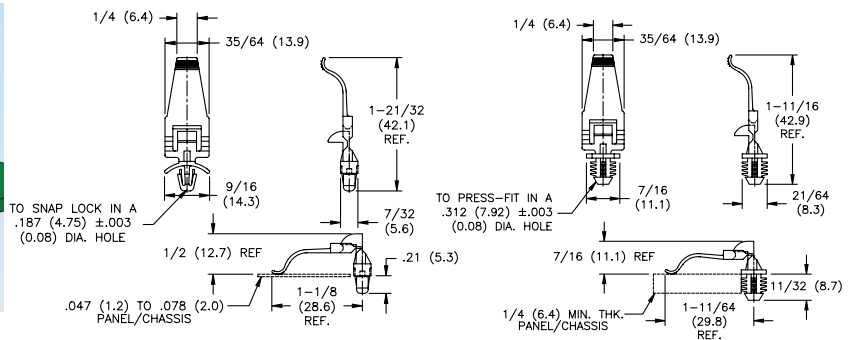 1/4 (6.4)
35/64 (13.9)
1-21/32
(42.1)
REF.
9/16
(14.3)
TO SNAP LOCK IN A
.187 (4.75) ±.003
(0.08) DIA. HOLE
7/32
(5.6)
1/2 (12.7) REF
.21 (5.3)
.047 (1.2) TO .078 (2.0)
PANEL/CHASSIS
1-1/8
(28.6)
REF.
1/4 (6.4)
35/64 (13.9)
1-11/16
(42.9)
REF.
TO PRESS-FIT IN A
.312 (7.92) ±.003
(0.08) DIA. HOLE
7/16
(11.1)
21/64
(8.3)
7/16 (11.1) REF
11/32 (8.7)
1/4 (6.4) MIN. THK.
PANEL/CHASSIS
1-11/64
(29.8)
REF.